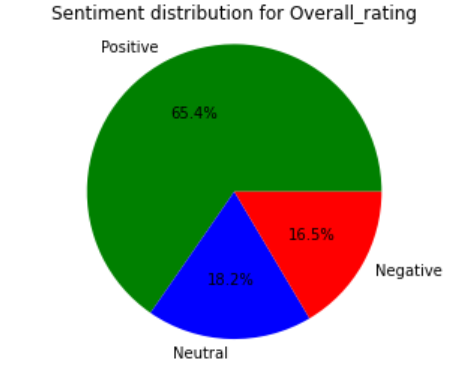 Sentiment distribution for Overall_rating
Positive
65.4%
16.5%
Negative
18.2%
Neutral